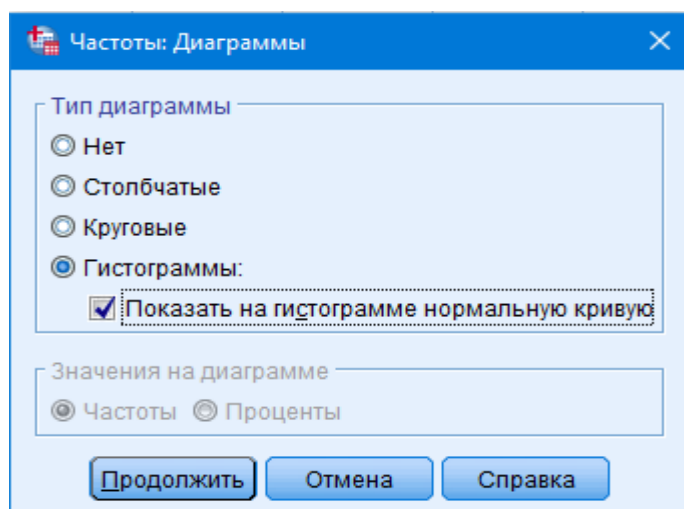 Частоты: Диаграммы
Тип диаграммы
Нет
Столбчатые
Круговые
Гистограммы:
Показать на гистограмме нормальную кривую
Значения на диаграмме
Частоты Проценты
Продолжить Отмена Справка